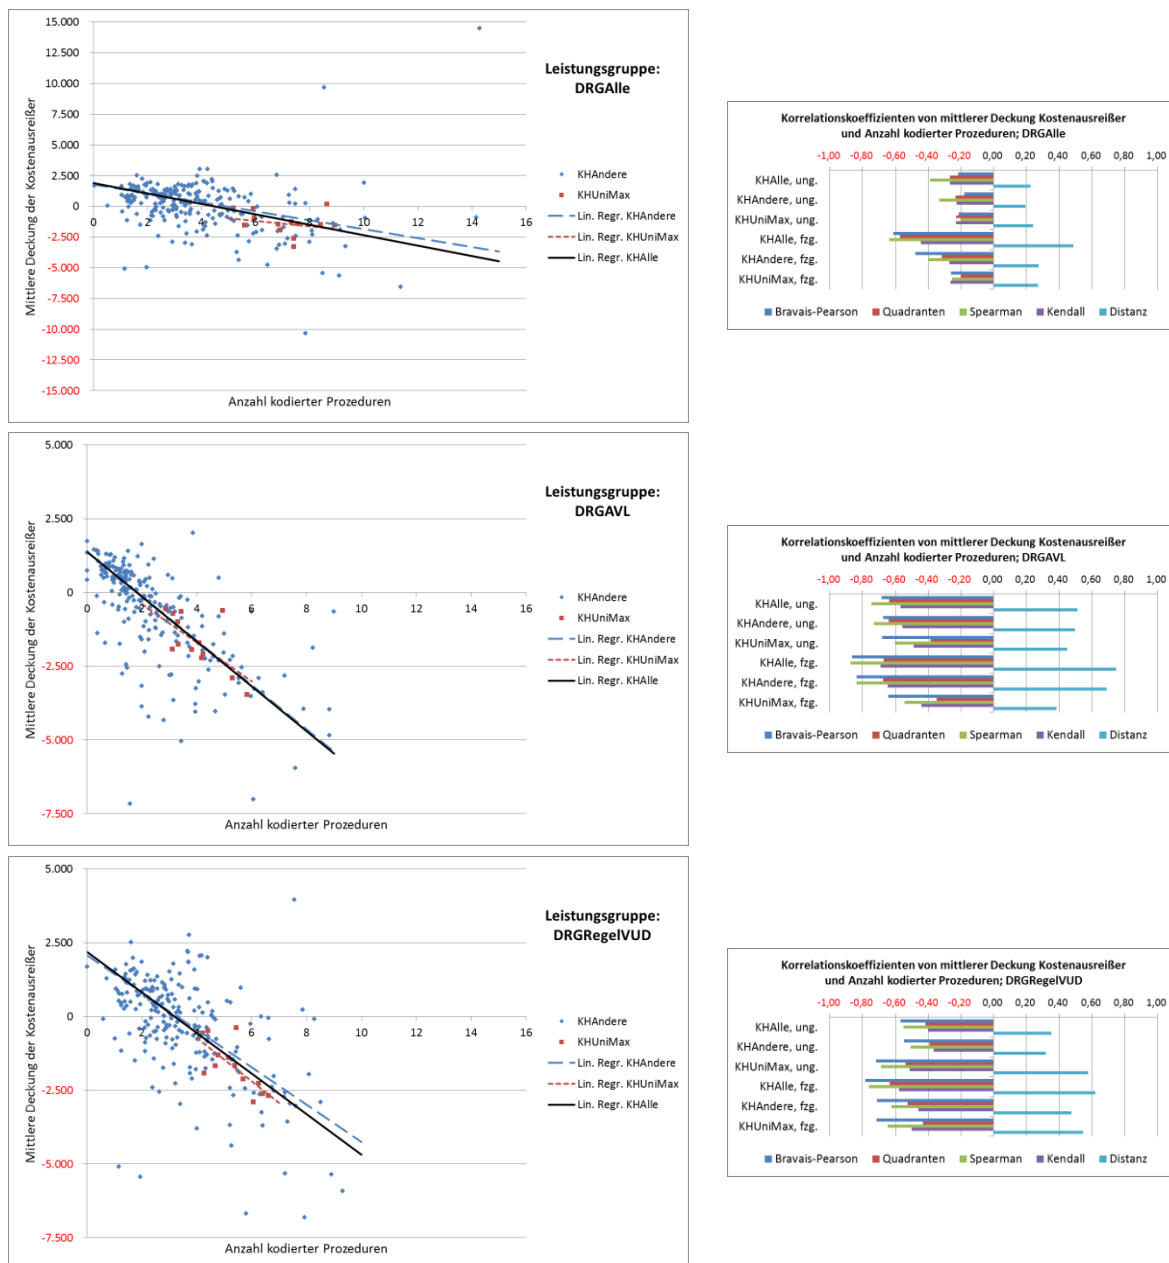 15.000
12.500
10.000
7.500
5.000
2.500
0
-2.500
-5.000
-7.500
-10.000
-12.500
-15.000
0 2 4 6 8 10 12 14 16
Mittlere Deckung der Kostenausreißer
Anzahl kodierter Prozeduren
Leistungsgruppe:
DRGAlle
KHAndere
KHUniMax
Lin. Regr. KHAndere
Lin. Regr. KHUniMax
Lin. Regr. KHAlle
Korrelationskoeffizienten von mittlerer Deckung Kostenausreißer
und Anzahl kodierter Prozeduren; DRGAlle
-1,00 -0,80 -0,60 -0,40 -0,20 0,00 0,20 0,40 0,60 0,80 1,00
KHAlle, ung.
KHAndere, ung.
KHUniMax, ung.
KHAlle, fzg.
KHAndere, fzg.
KHUniMax, fzg.
Bravais-Pearson Quadranten Spearman Kendall Distanz
5.000
2.500
0
-2.500
-5.000
-7.500
0 2 4 6 8 10 12 14 16
Mittlere Deckung der Kostenausreißer
Anzahl kodierter Prozeduren
Leistungsgruppe:
DRGAVL
KHAndere
KHUniMax
Lin. Regr. KHAndere
Lin. Regr. KHUniMax
Lin. Regr. KHAlle
Korrelationskoeffizienten von mittlerer Deckung Kostenausreißer
und Anzahl kodierter Prozeduren; DRGAVL
-1,00 -0,80 -0,60 -0,40 -0,20 0,00 0,20 0,40 0,60 0,80 1,00
KHAlle, ung.
KHAndere, ung.
KHUniMax, ung.
KHAlle, fzg.
KHAndere, fzg.
KHUniMax, fzg.
Bravais-Pearson Quadranten Spearman Kendall Distanz
5.000
2.500
0
-2.500
-5.000
-7.500
0 2 4 6 8 10 12 14 16
Mittlere Deckung der Kostenausreißer
Anzahl kodierter Prozeduren
Leistungsgruppe:
DRGRegelVUD
KHAndere
KHUniMax
Lin. Regr. KHAndere
Lin. Regr. KHUniMax
Lin. Regr. KHAlle
Korrelationskoeffizienten von mittlerer Deckung Kostenausreißer
und Anzahl kodierter Prozeduren; DRGRegelVUD
-1,00 -0,80 -0,60 -0,40 -0,20 0,00 0,20 0,40 0,60 0,80 1,00
KHAlle, ung.
KHAndere, ung.
KHUniMax, ung.
KHAlle, fzg.
KHAndere, fzg.
KHUniMax, fzg.
Bravais-Pearson Quadranten Spearman Kendall Distanz